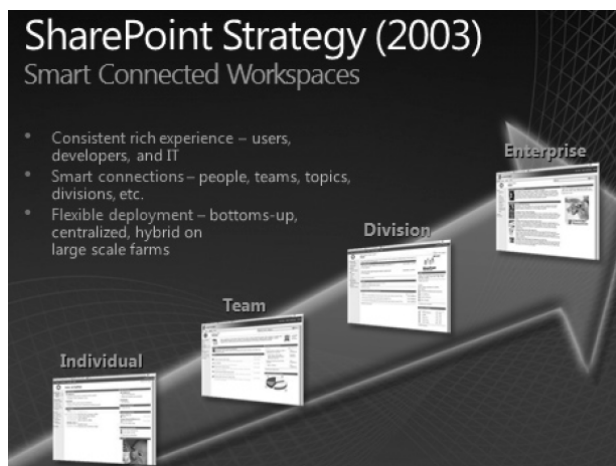 SharePoint Strategy (2003)
Smart Connected Workspaces
• Consistent rich experience – users,
developers, and IT
• Smart connections – people, teams, topics,
divisions, etc.
• Flexible deployment – bottoms-up,
centralized, hybrid on
large scale farms
Enterprise
Division
Team
Individual